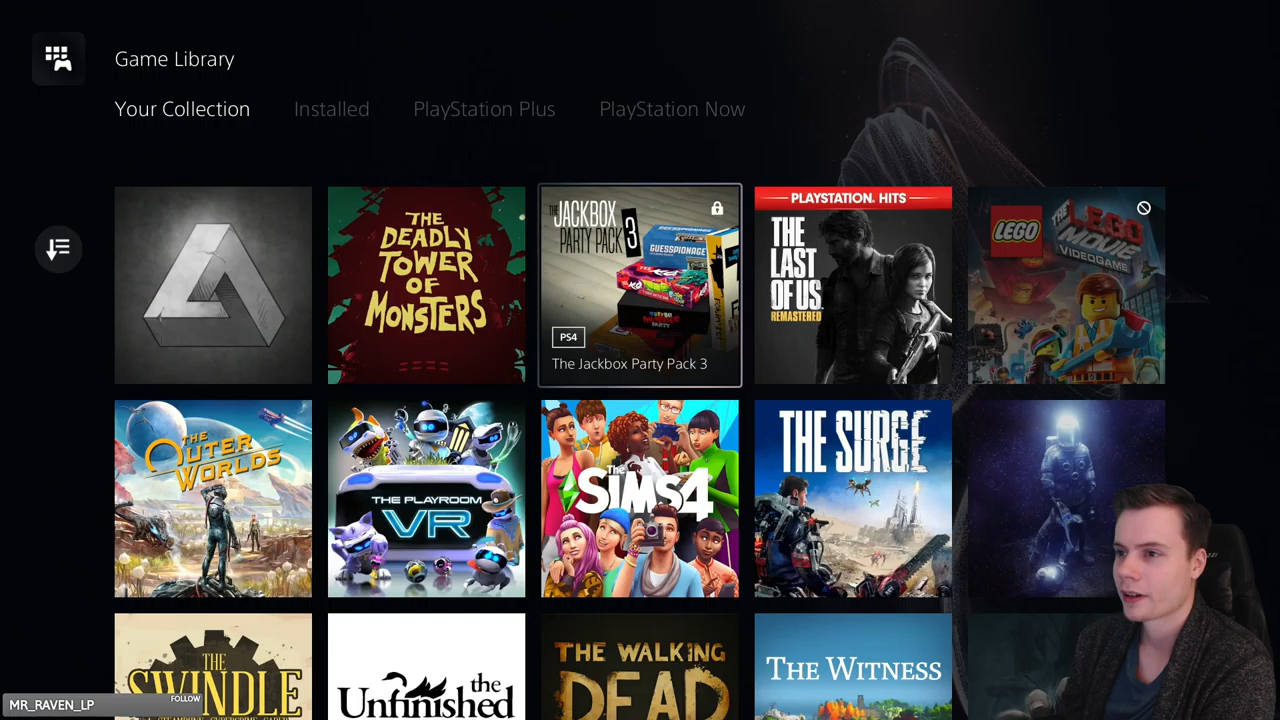 Game Library
Your Collection
Installed
PlayStation Plus
PlayStation Now
THE
DEADLY
TOWER
OF
MONSTERS
THE
JACKBOX
PARTY PACK 3
GUESSPIONAGE
PS4
The Jackbox Party Pack 3
PLAYSTATION HITS
THE
LAST
OF US
REMASTERED
LEGO
THE LEGO
MOVIE
VIDEOGAME
THE
OUTER
WORLDS
THE PLAYROOM
VR
The
SIMS 4
THE SURGE
THE
SWINDLE
the
Unfinished
THE WALKING
DEAD
THE WITNESS
MR_RAVEN_LP
FOLLOW